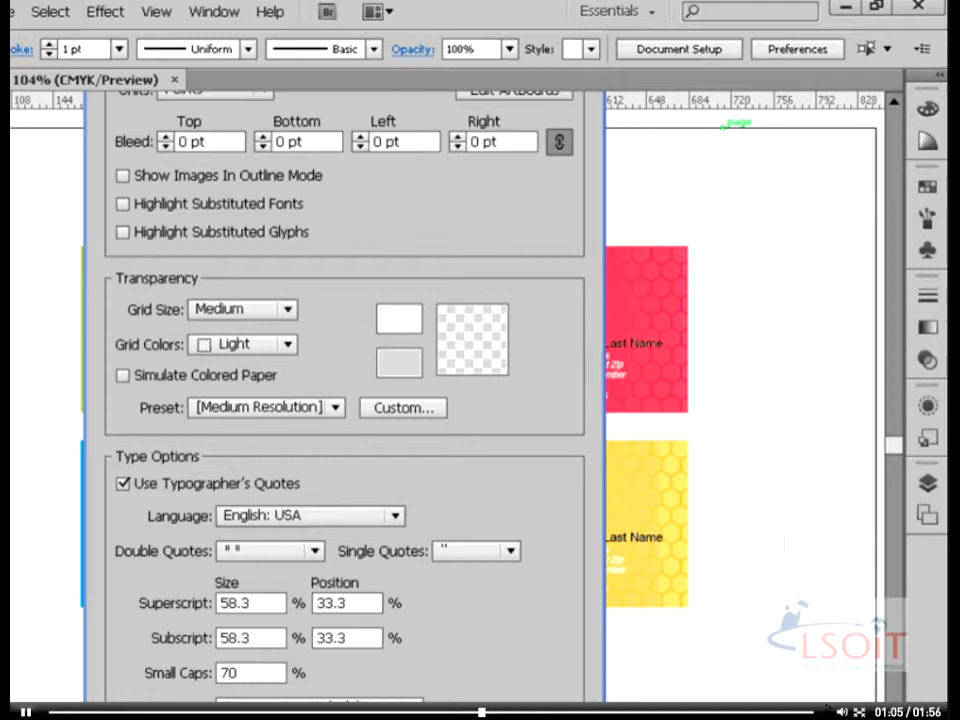 Select Effect View Window Help Br Essentials
1 pt Uniform Basic Opacity: 100% Style: Document Setup Preferences
104% (CMYK/Preview) ×
108 144 612 648 684 720 756 792 828
page
Top Bottom Left Right
Bleed: 0 pt 0 pt 0 pt 0 pt
Show Images In Outline Mode
Highlight Substituted Fonts
Highlight Substituted Glyphs
Transparency
Grid Size: Medium
Grid Colors: Light
Last Name
Zip
Simulate Colored Paper
Preset: [Medium Resolution] Custom...
Type Options
Use Typographer's Quotes
Language: English: USA
Last Name
Double Quotes: "" Single Quotes: ''
Size Position
Superscript: 58.3 % 33.3 %
Subscript: 58.3 % 33.3 %
LSOiT
Small Caps: 70 %
01:05 / 01:56